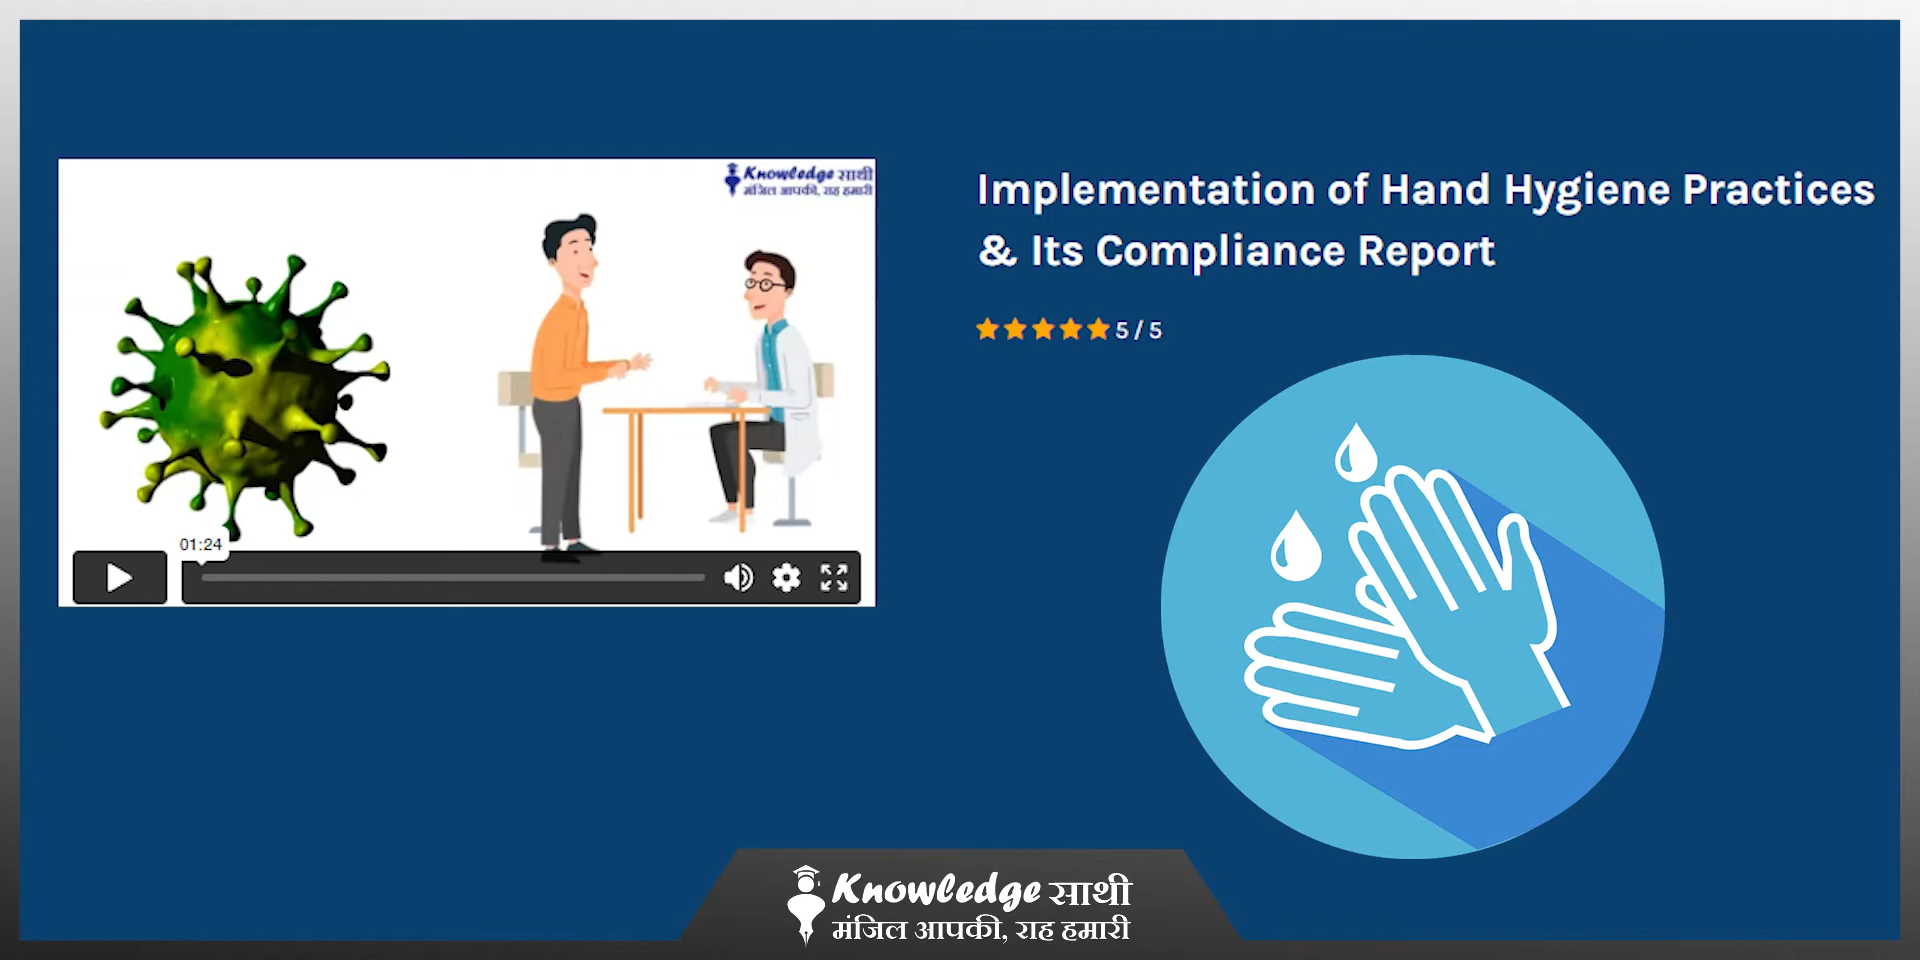 Knowledge साथी
मंजिल आपकी, राह हमारी
01:24
Implementation of Hand Hygiene Practices
& Its Compliance Report
5 / 5
Knowledge साथी
मंजिल आपकी, राह हमारी